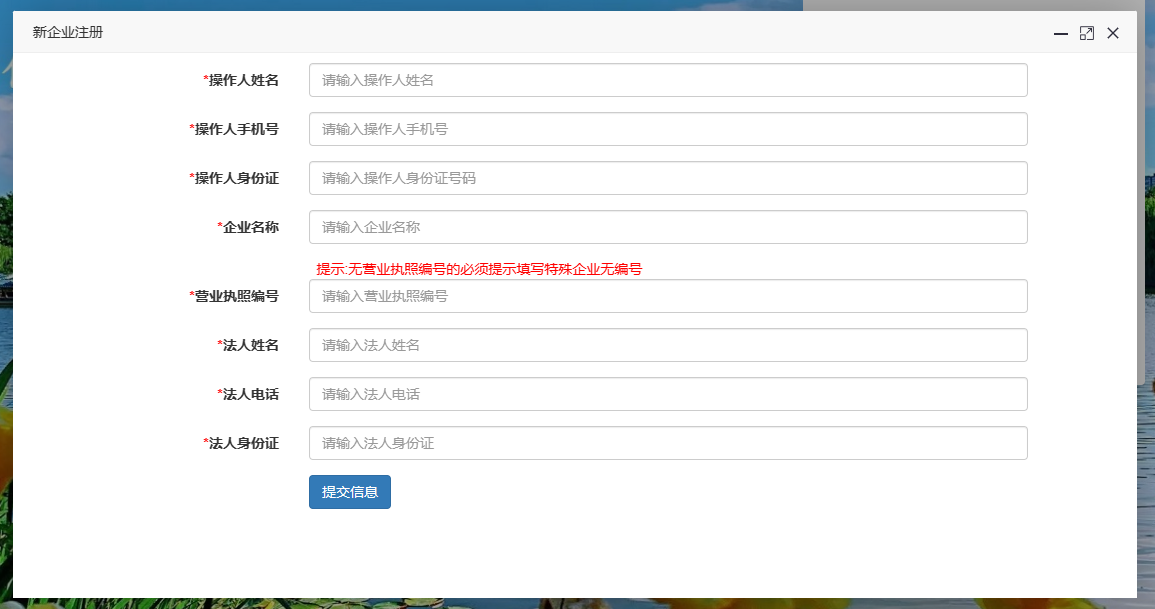 新企业注册
*操作人姓名 请输入操作人姓名
*操作人手机号 请输入操作人手机号
*操作人身份证 请输入操作人身份证号码
*企业名称 请输入企业名称
提示:无营业执照编号的必须提示填写特殊企业无编号
*营业执照编号 请输入营业执照编号
*法人姓名 请输入法人姓名
*法人电话 请输入法人电话
*法人身份证 请输入法人身份证
提交信息